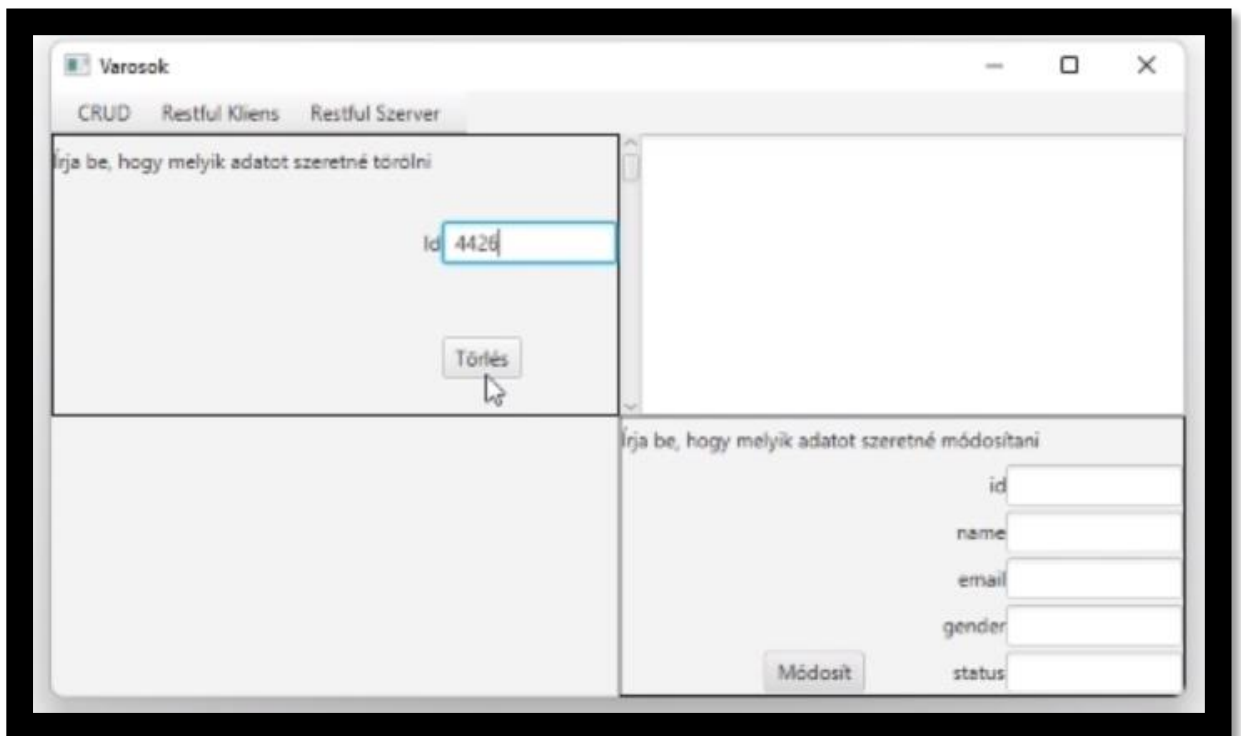 Varosok
CRUD Restful Kliens Restful Szerver
Írja be, hogy melyik adatot szeretné törölni
Id 4426
Törlés
Írja be, hogy melyik adatot szeretné módosítani
id
name
email
gender
Módosít status